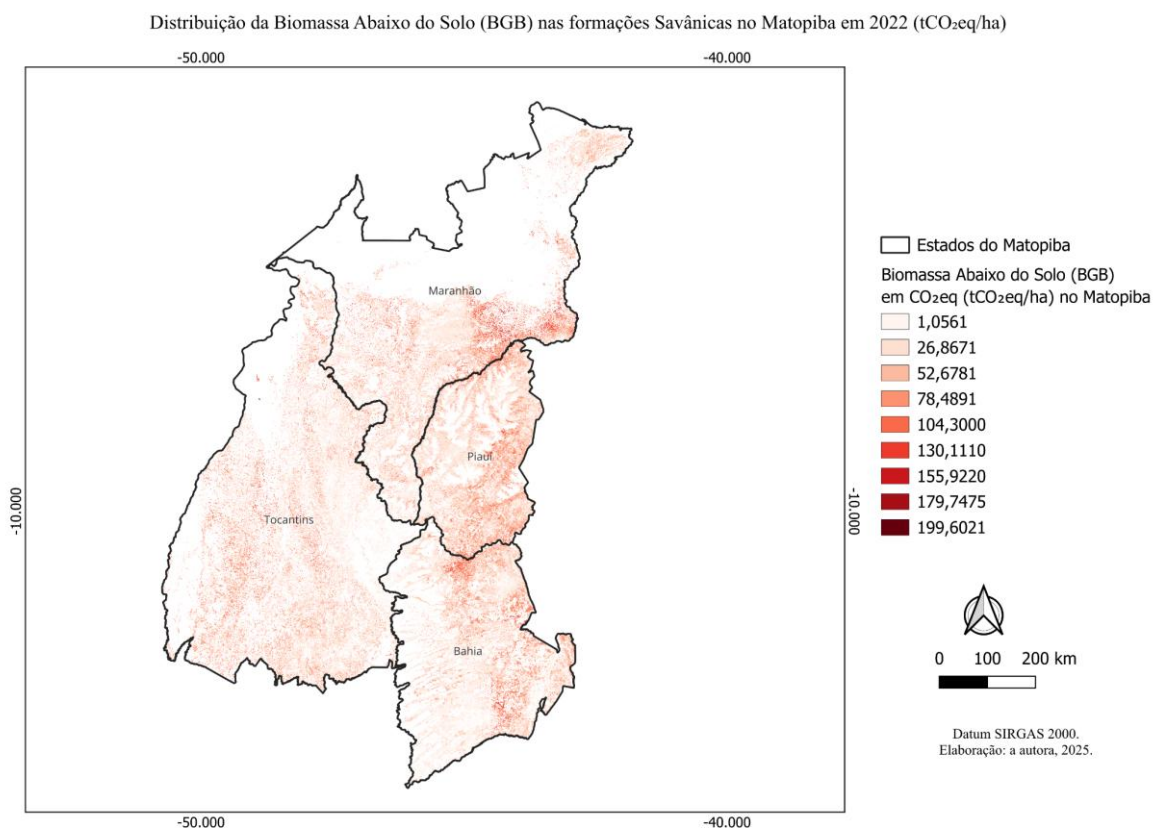 Distribuição da Biomassa Abaixo do Solo (BGB) nas formações Savânicas no Matopiba em 2022 (tCO₂eq/ha)
-50.000
-40.000
Maranhão
Piauí
Tocantins
Bahia
-10.000
-10.000
-50.000
-40.000
Estados do Matopiba
Biomassa Abaixo do Solo (BGB)
em CO₂eq (tCO₂eq/ha) no Matopiba
1,0561
26,8671
52,6781
78,4891
104,3000
130,1110
155,9220
179,7475
199,6021
0 100 200 km
Datum SIRGAS 2000.
Elaboração: a autora, 2025.